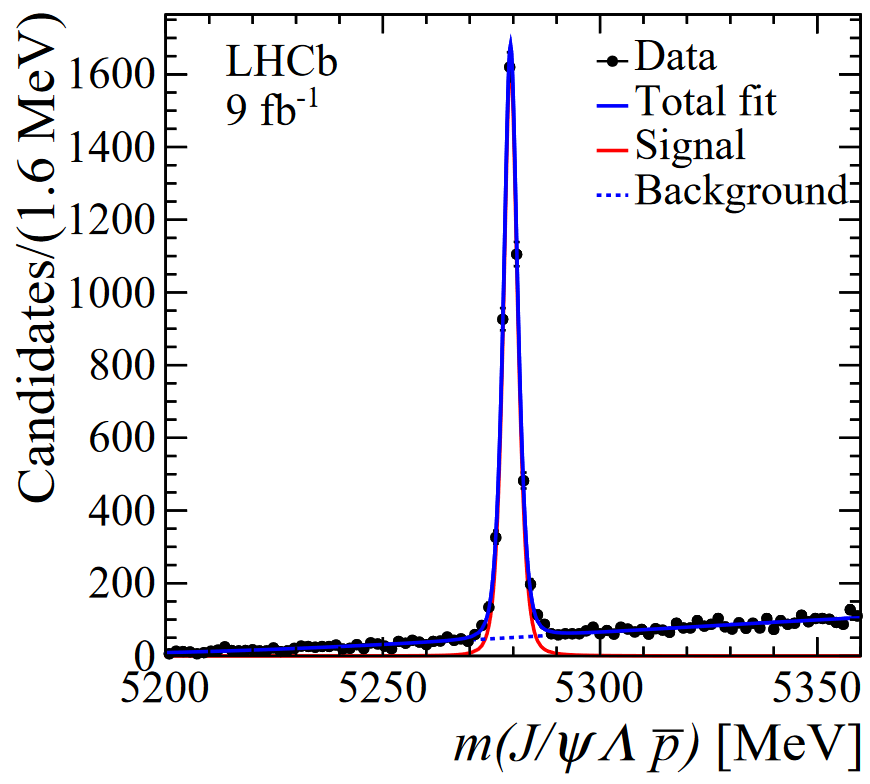 Candidates/(1.6 MeV)
1600
1400
1200
1000
800
600
400
200
0
LHCb
9 fb⁻¹
Data
Total fit
Signal
Background
5200 5250 5300 5350
m(J/ψ Λ p̅) [MeV]